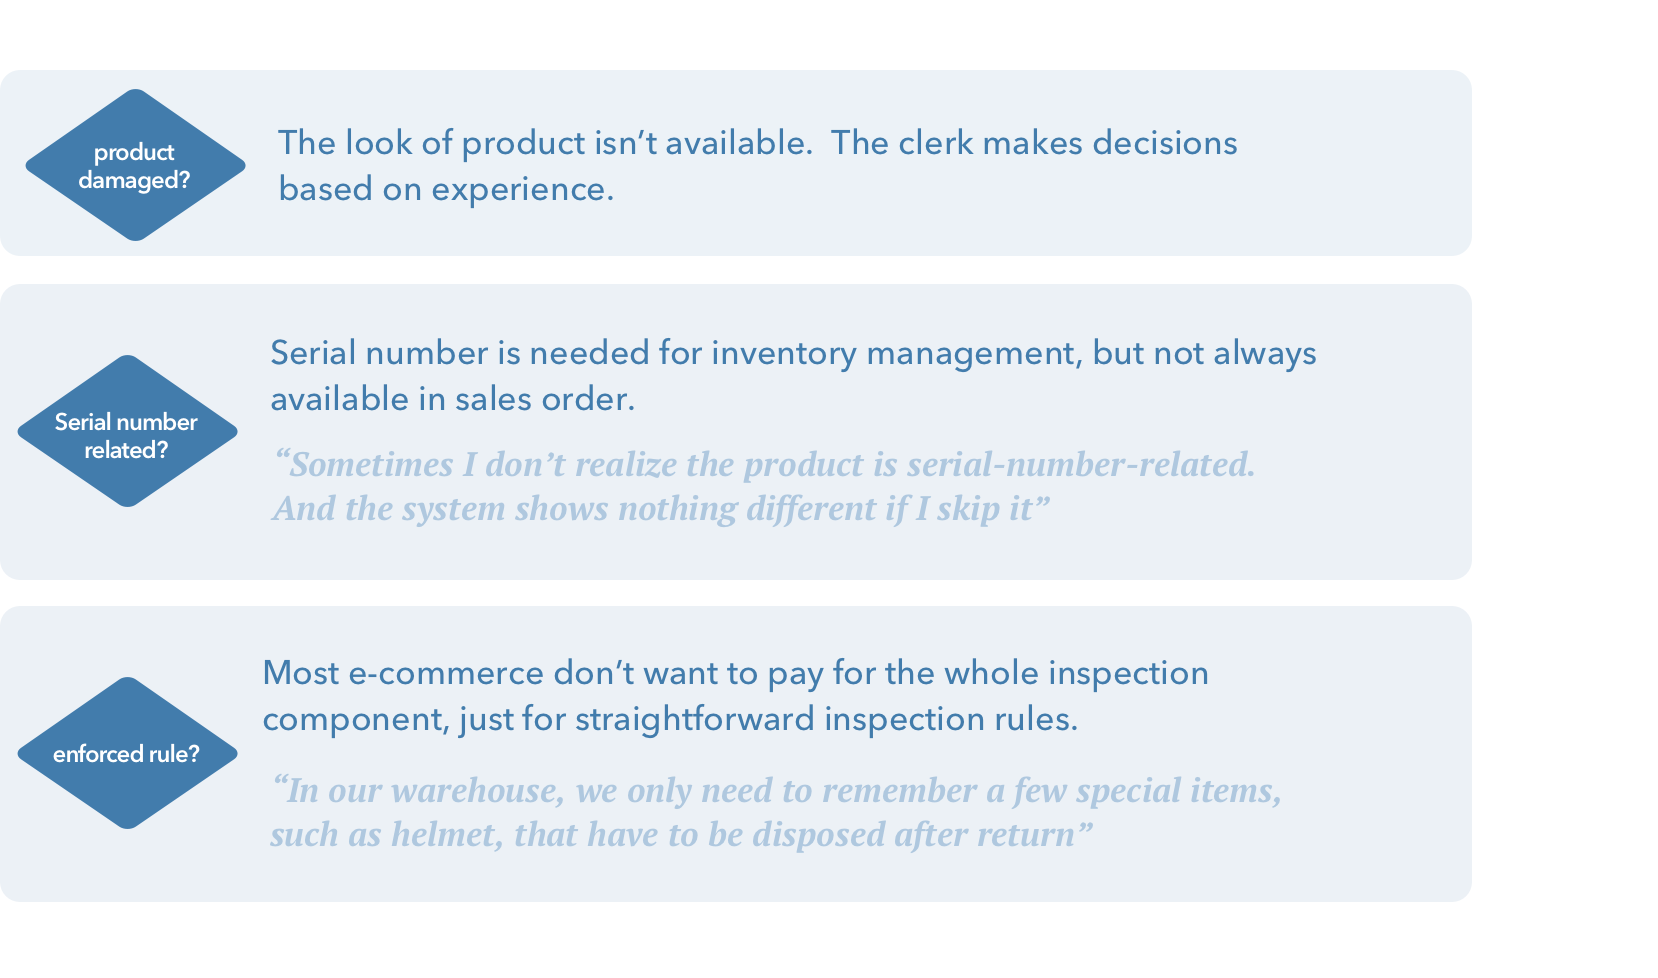 product
damaged?
The look of product isn’t available.  The clerk makes decisions
based on experience.
Serial number
related?
Serial number is needed for inventory management, but not always
available in sales order.
“Sometimes I don’t realize the product is serial-number-related.
And the system shows nothing different if I skip it”
enforced rule?
Most e-commerce don’t want to pay for the whole inspection
component, just for straightforward inspection rules.
“In our warehouse, we only need to remember a few special items,
such as helmet, that have to be disposed after return”